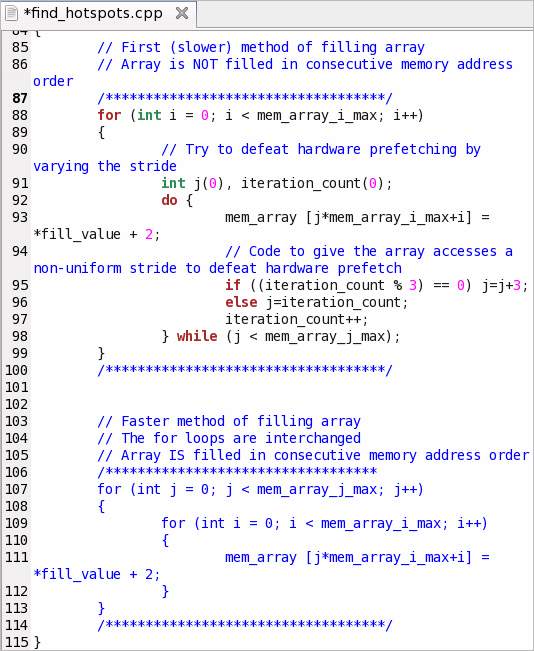 *find_hotspots.cpp
84 {
85 // First (slower) method of filling array
86 // Array is NOT filled in consecutive memory address
order
87 /***********************************/
88 for (int i = 0; i < mem_array_i_max; i++)
89 {
90 // Try to defeat hardware prefetching by
varying the stride
91 int j(0), iteration_count(0);
92 do {
93 mem_array [j*mem_array_i_max+i] =
*fill_value + 2;
94 // Code to give the array accesses a
non-uniform stride to defeat hardware prefetch
95 if ((iteration_count % 3) == 0) j=j+3;
96 else j=iteration_count;
97 iteration_count++;
98 } while (j < mem_array_j_max);
99 }
100 /***********************************/
101
102
103 // Faster method of filling array
104 // The for loops are interchanged
105 // Array IS filled in consecutive memory address order
106 /**********************************
107 for (int j = 0; j < mem_array_j_max; j++)
108 {
109 for (int i = 0; i < mem_array_i_max; i++)
110 {
111 mem_array [j*mem_array_i_max+i] =
*fill_value + 2;
112 }
113 }
114 /***********************************/
115 }